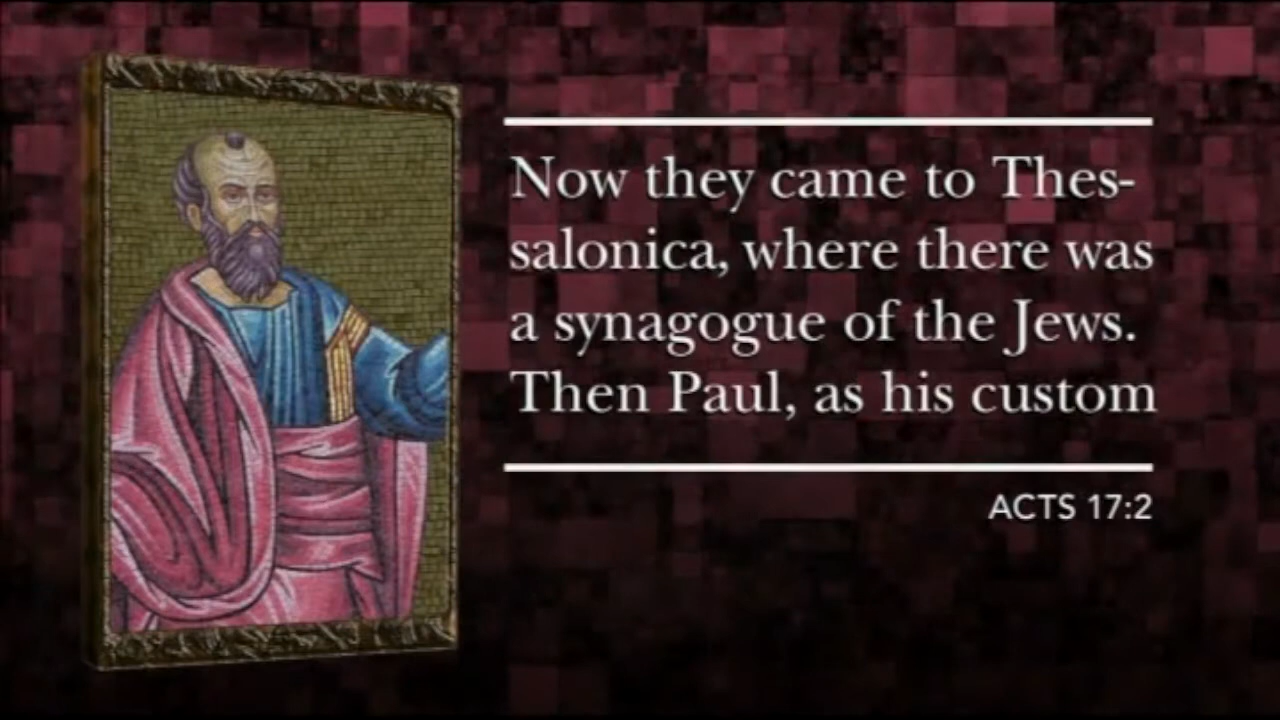 Now they came to Thes-
salonica, where there was
a synagogue of the Jews.
Then Paul, as his custom
ACTS 17:2